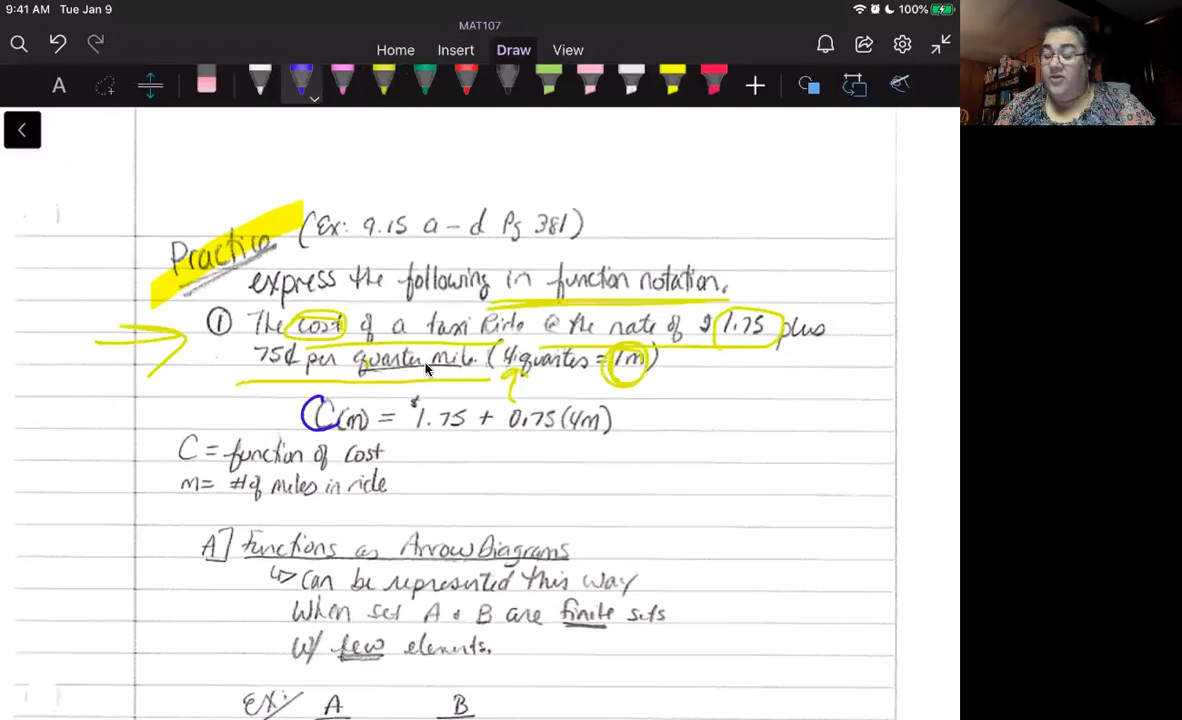 9:41 AM Tue Jan 9
100%
MAT107
Home Insert Draw View
A
Practice (Ex: 9.15 a-d Pg 381)
express the following in function notation.
① The cost of a taxi Ride @ the rate of $1.75 plus
75¢ per quarter mile. (4 quartes = 1m)
C(m) = $1.75 + 0.75(4m)
C = function of cost
m = # of miles in ride
A] Functions as Arrow Diagrams
↳ can be represented this way
When set A & B are finite sets
w/ few elements.
Ex:/ A B